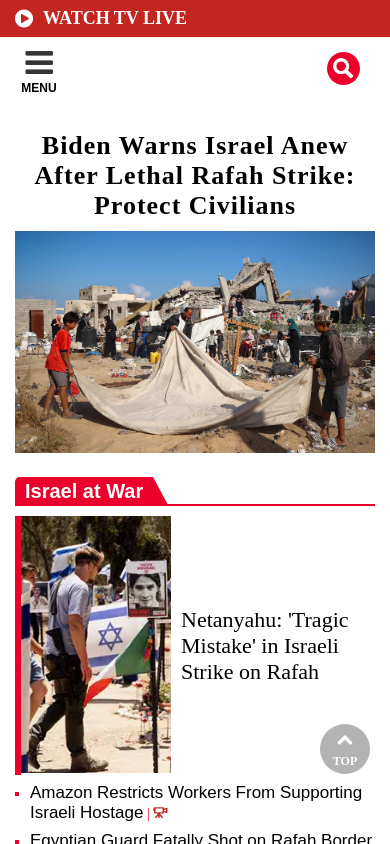 WATCH TV LIVE
MENU
Biden Warns Israel Anew
After Lethal Rafah Strike:
Protect Civilians
Israel at War
Netanyahu: 'Tragic
Mistake' in Israeli
Strike on Rafah
TOP
Amazon Restricts Workers From Supporting
Israeli Hostage |
Egyptian Guard Fatally Shot on Rafah Border